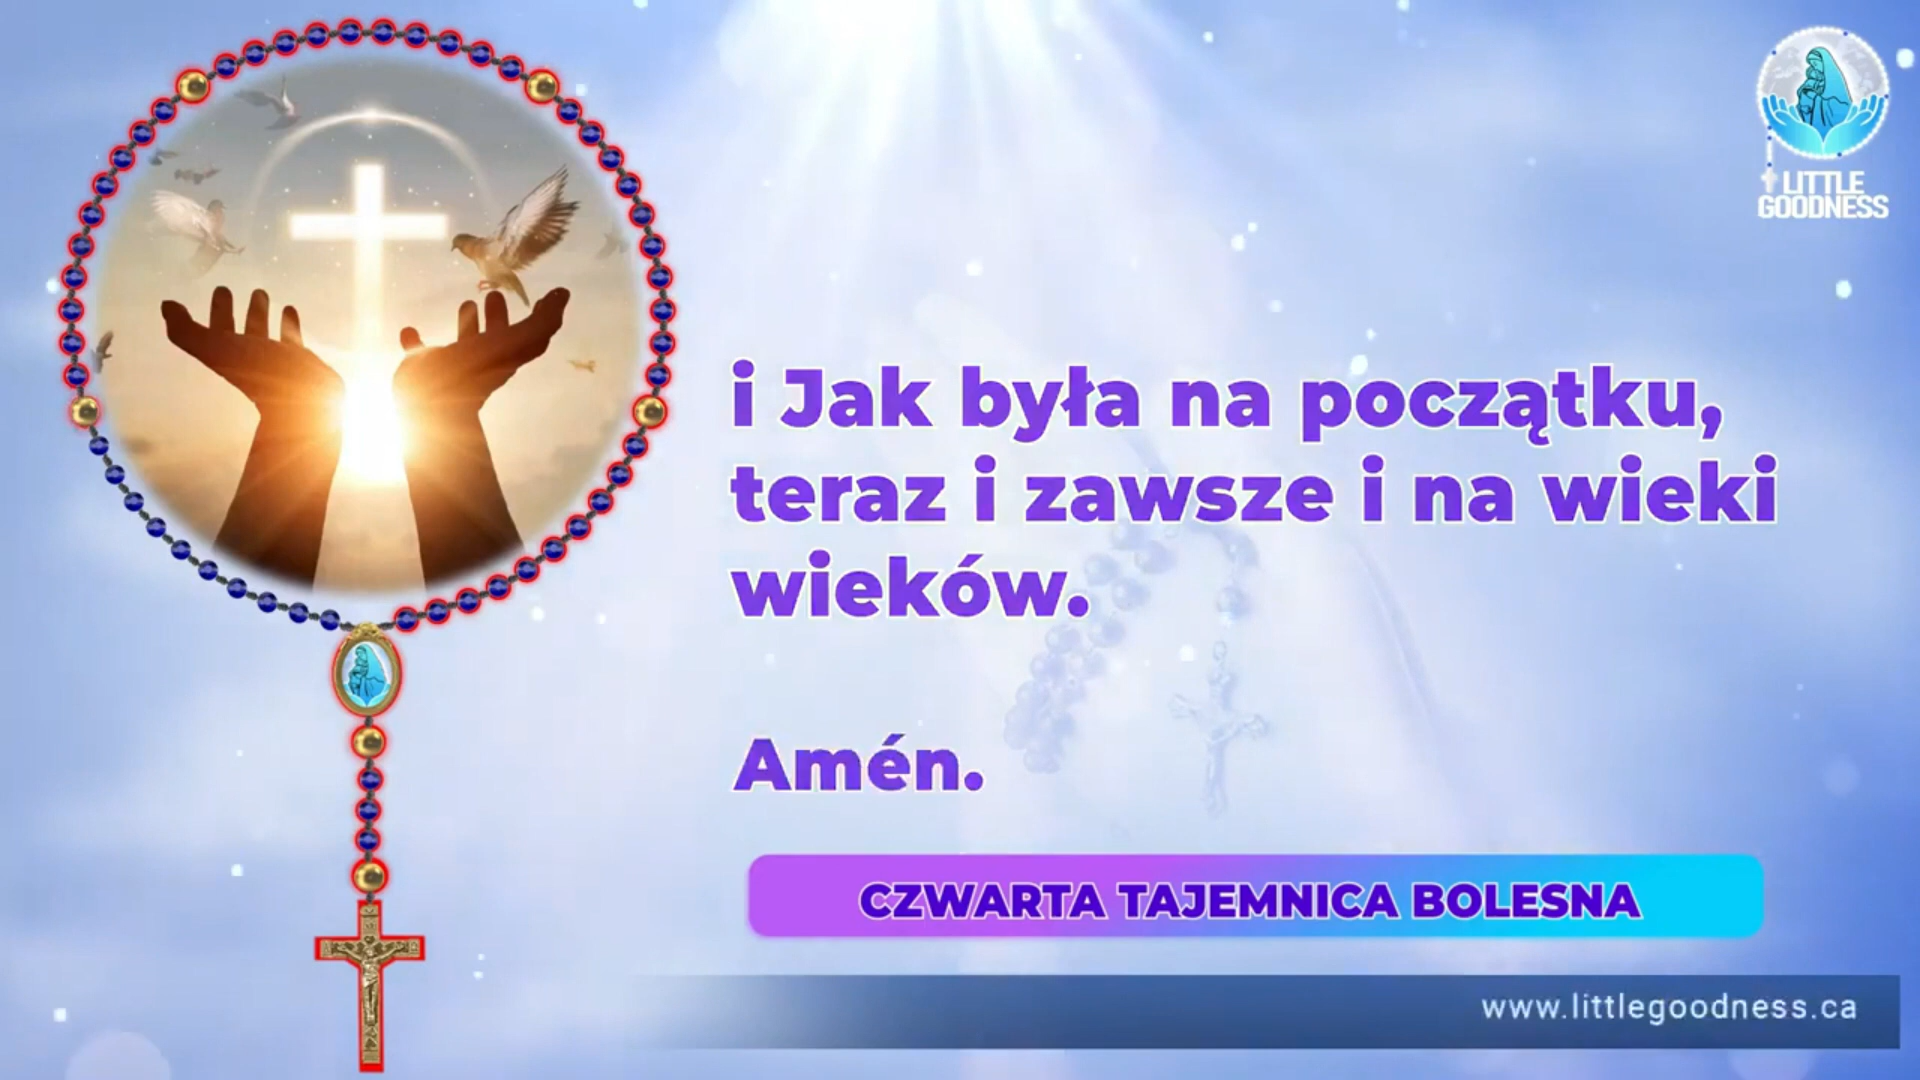 LITTLE
GOODNESS
i Jak była na początku,
teraz i zawsze i na wieki
wieków.
Amén.
CZWARTA TAJEMNICA BOLESNA
www.littlegoodness.ca